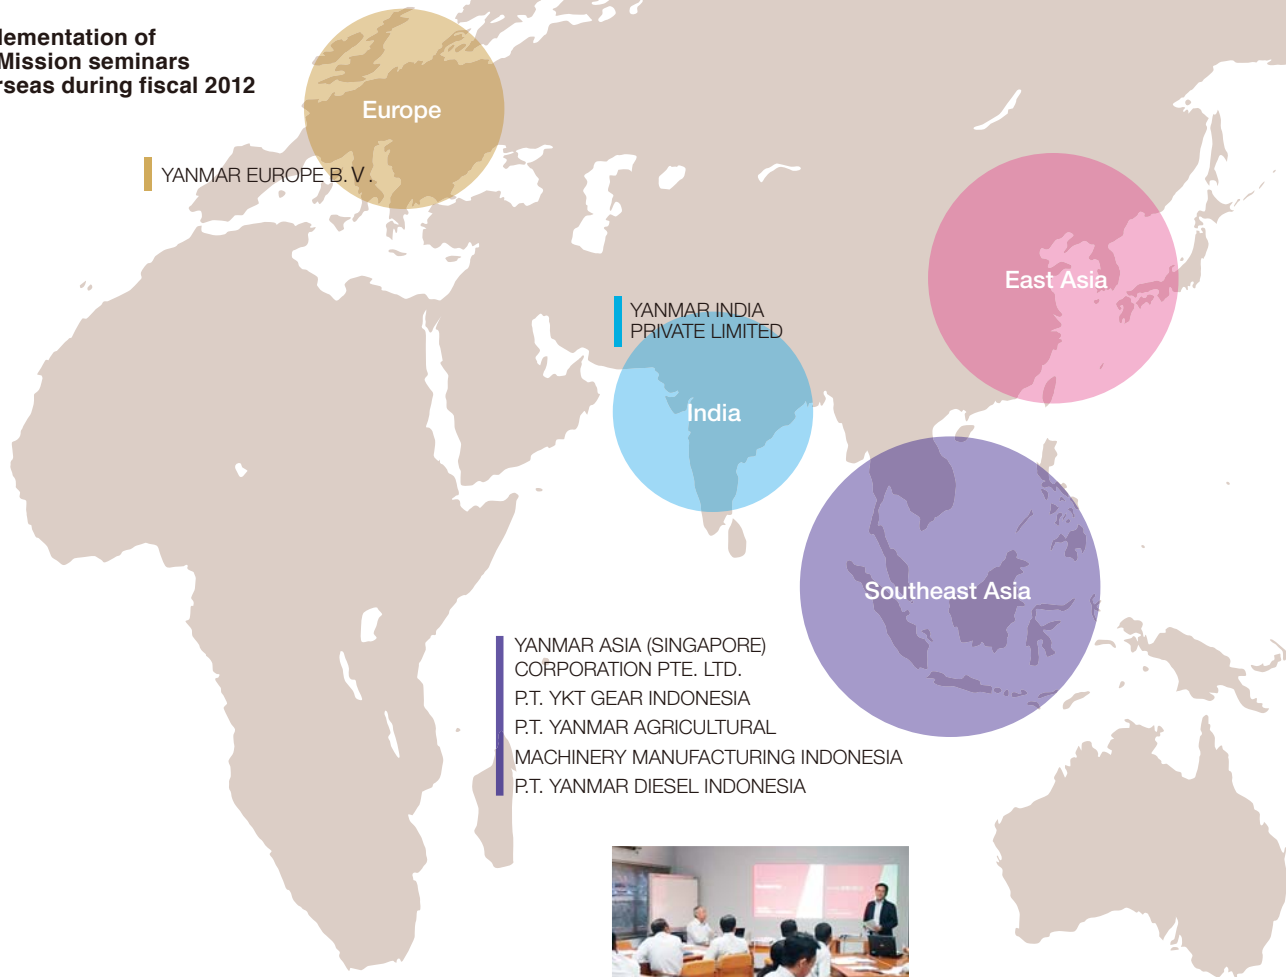 lementation of
Mission seminars
rseas during fiscal 2012
Europe
YANMAR EUROPE B.V.
East Asia
YANMAR INDIA
PRIVATE LIMITED
India
Southeast Asia
YANMAR ASIA (SINGAPORE)
CORPORATION PTE. LTD.
P.T. YKT GEAR INDONESIA
P.T. YANMAR AGRICULTURAL
MACHINERY MANUFACTURING INDONESIA
P.T. YANMAR DIESEL INDONESIA